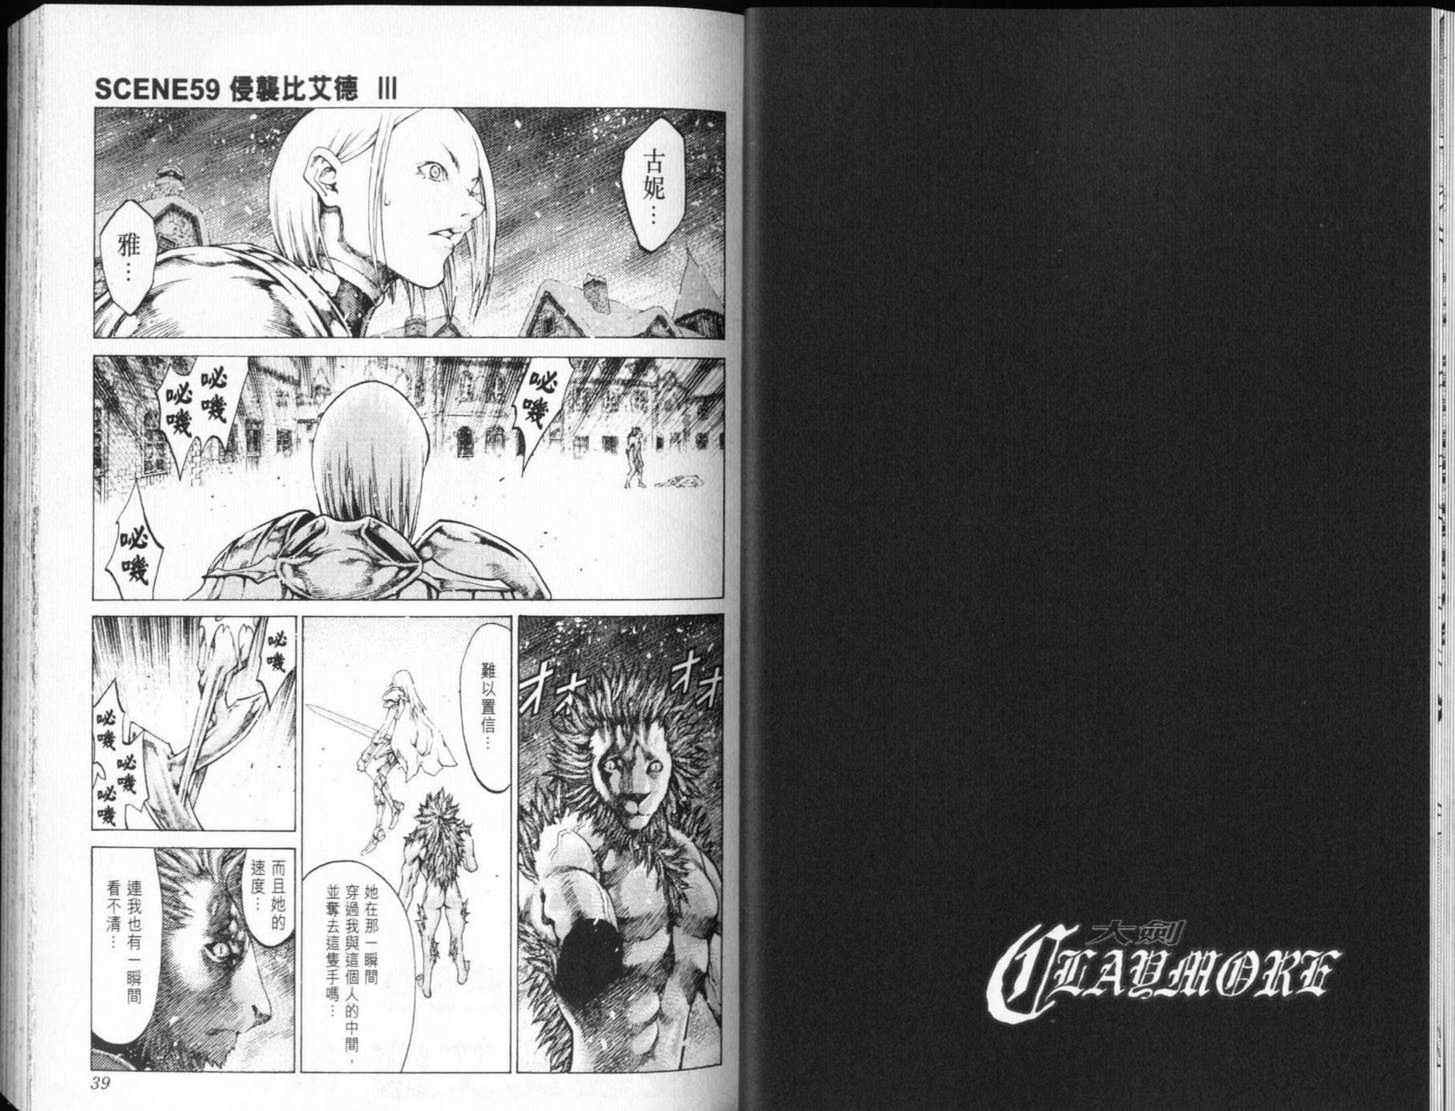 SCENE59 侵襲比艾德 III
古妮…
雅…
咇嘰
咇嘰
咇嘰
咇嘰
オオ
オオ
難以置信…
她在那一瞬間
穿過我與這個人的中間，
並奪去這隻手嗎…
咇嘰
咇嘰
咇嘰
咇嘰
而且她的
速度…
連我也有一瞬間
看不清…
39
大劍
CLAYMORE